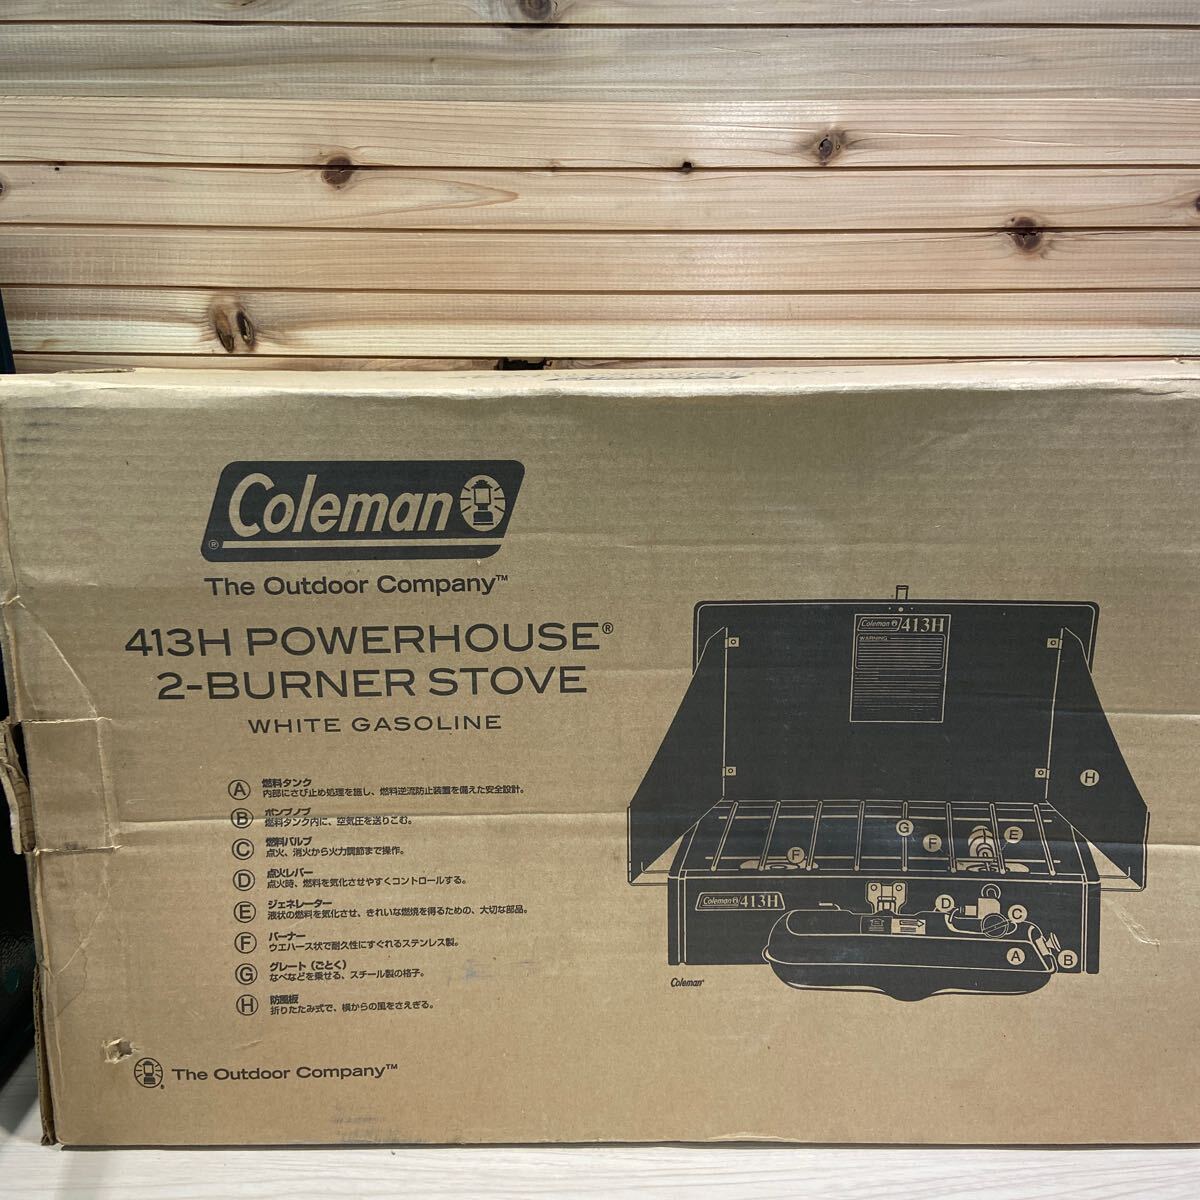 Coleman
®
The Outdoor Company™
413H POWERHOUSE®
2-BURNER STOVE
WHITE GASOLINE
Ⓐ 燃料タンク
内部にさび止め処理を施し、燃料逆流防止装置を備えた安全設計。
Ⓑ ポンプノブ
燃料タンク内に、空気圧を送りこむ。
Ⓒ 燃料バルブ
点火、消火から火力調節まで操作。
Ⓓ 点火レバー
点火時、燃料を気化させやすくコントロールする。
Ⓔ ジェネレーター
液状の燃料を気化させ、きれいな燃焼を得るための、大切な部品。
Ⓕ バーナー
ウエハース状で耐久性にすぐれるステンレス製。
Ⓖ グレート（ごとく）
なべなどを乗せる、スチール製の格子。
Ⓗ 防風板
折りたたみ式で、横からの風をさえぎる。
The Outdoor Company™
Coleman 413H
WARNING
H
G
F
E
F
Coleman 413H
D
C
A
B
Coleman®